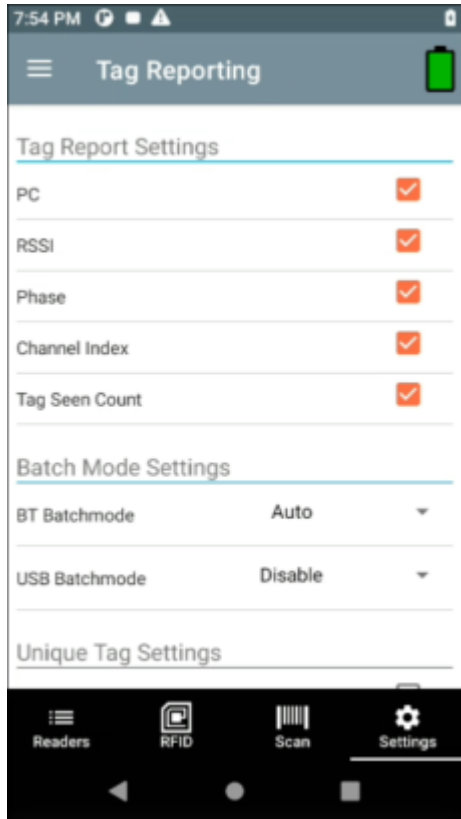 7:54 PM
Tag Reporting
Tag Report Settings
PC
RSSI
Phase
Channel Index
Tag Seen Count
Batch Mode Settings
BT Batchmode Auto
USB Batchmode Disable
Unique Tag Settings
Readers RFID Scan Settings